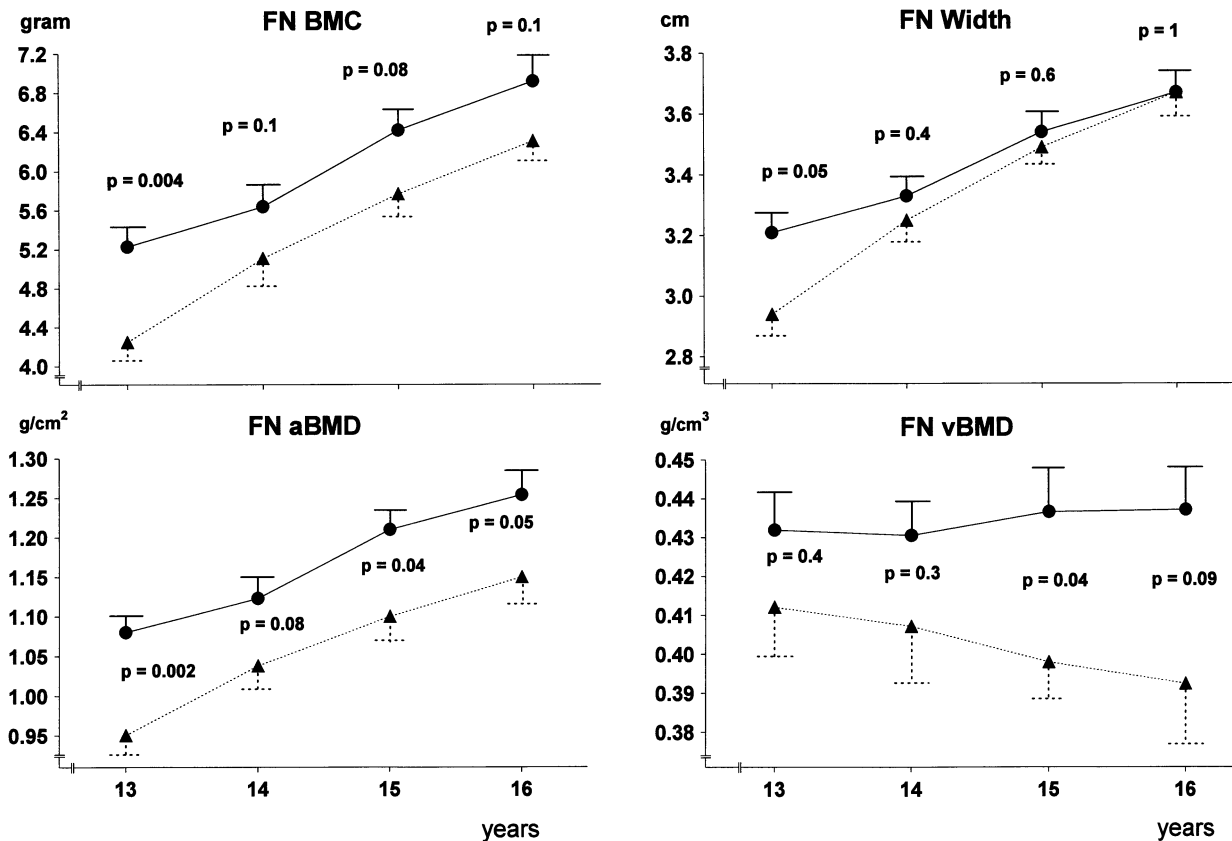 gram FN BMC
p = 0.1
7.2
p = 0.08
6.8
p = 0.1
6.4
6.0
p = 0.004
5.6
5.2
4.8
4.4
4.0
cm FN Width
p = 1
3.8
p = 0.6
3.6
p = 0.4
3.4
p = 0.05
3.2
3.0
2.8
g/cm² FN aBMD
1.30
1.25
p = 0.05
1.20
p = 0.04
1.15
1.10
p = 0.08
1.05
p = 0.002
1.00
0.95
13 14 15 16
years
g/cm³ FN vBMD
0.45
0.44
0.43
p = 0.4
0.42
p = 0.3 p = 0.04 p = 0.09
0.41
0.40
0.39
0.38
13 14 15 16
years